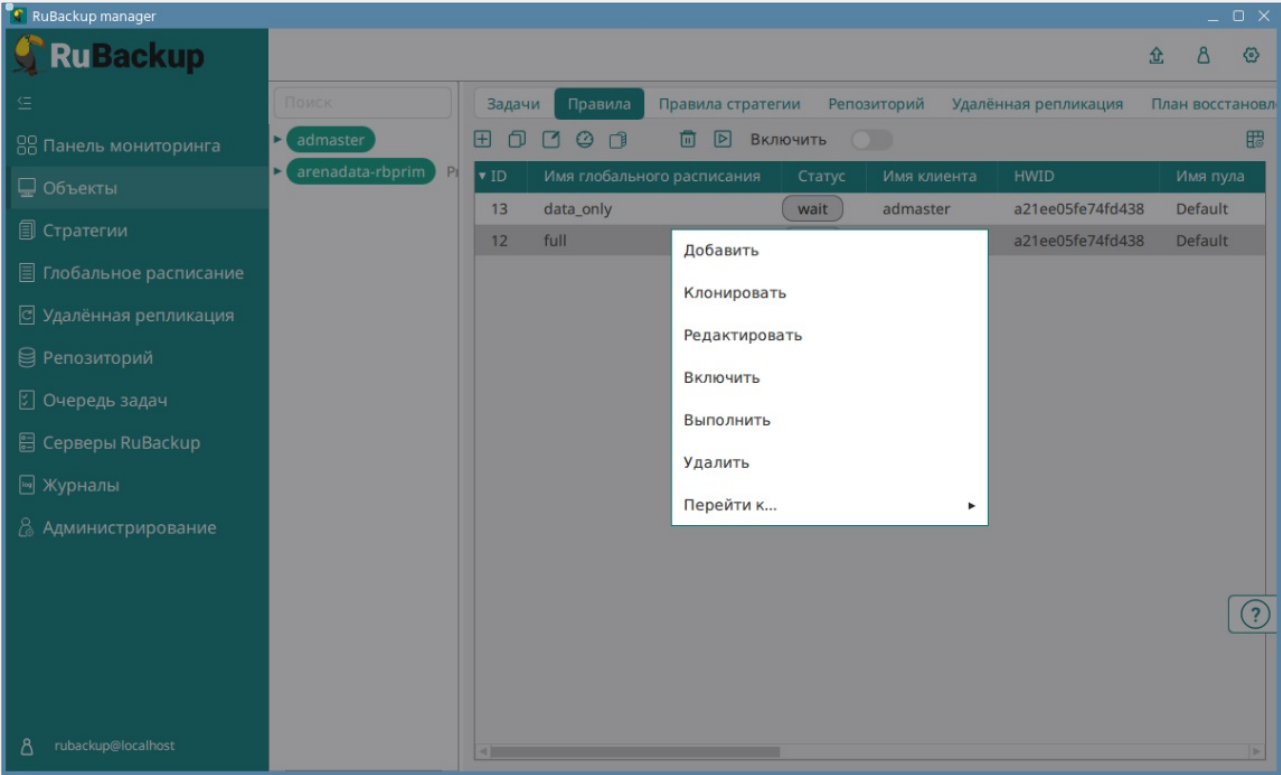 RuBackup manager
RuBackup
Поиск
Задачи Правила Правила стратегии Репозиторий Удалённая репликация План восстановл
Включить
Панель мониторинга
Объекты
Стратегии
Глобальное расписание
Удалённая репликация
Репозиторий
Очередь задач
Серверы RuBackup
Журналы
Администрирование
rubackup@localhost
admaster
arenadata-rbprim
ID Имя глобального расписания Статус Имя клиента HWID Имя пула
13 data_only wait admaster a21ee05fe74fd438 Default
12 full a21ee05fe74fd438 Default
Добавить
Клонировать
Редактировать
Включить
Выполнить
Удалить
Перейти к...
?